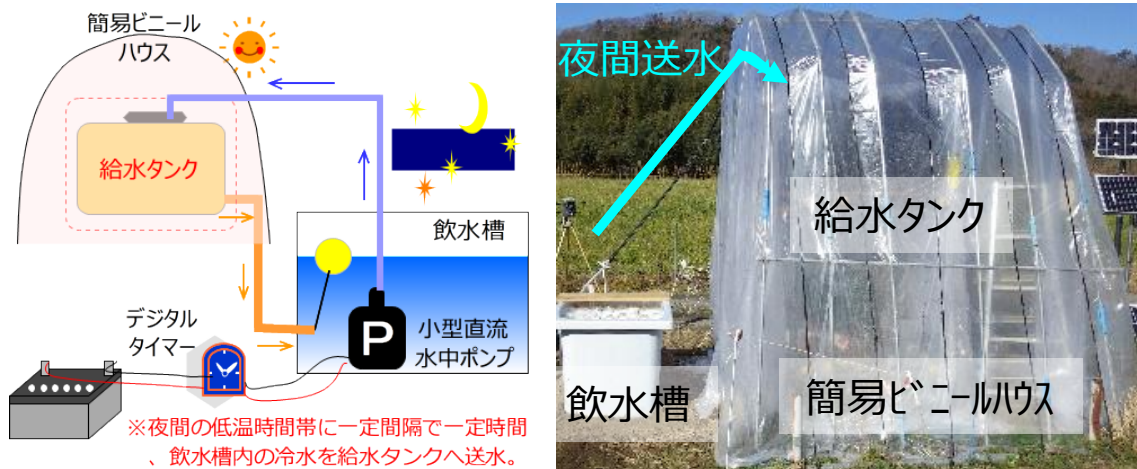 簡易ビニール
ハウス
給水タンク
飲水槽
デジタル
タイマー
P
小型直流
水中ポンプ
※夜間の低温時間帯に一定間隔で一定時間
、飲水槽内の冷水を給水タンクへ送水。
夜間送水
給水タンク
飲水槽
簡易ビニールハウス